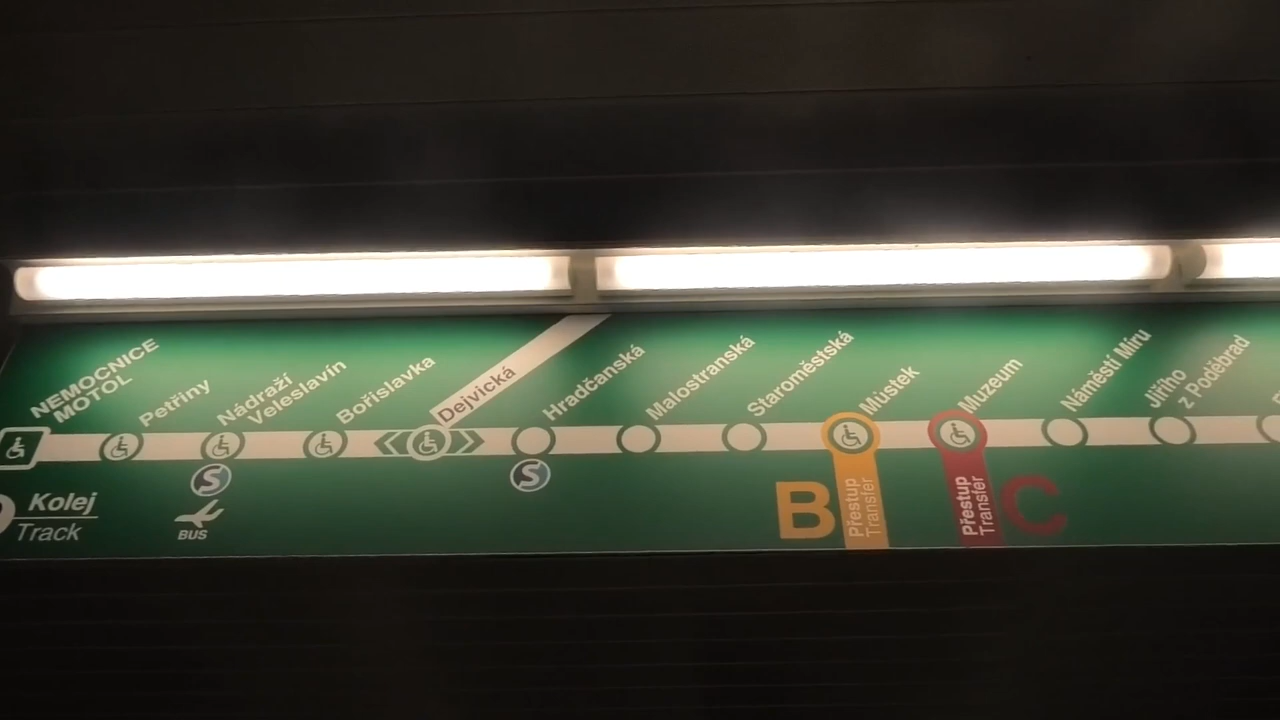 NEMOCNICE
MOTOL
Petřiny
Nádraží
Veleslavín
Bořislavka
Dejvická
Hradčanská
Malostranská
Staroměstská
Můstek
Muzeum
Náměstí Míru
Jiřího
z Poděbrad
S
S
Kolej
Track
BUS
B
Přestup
Transfer
Přestup
Transfer
C